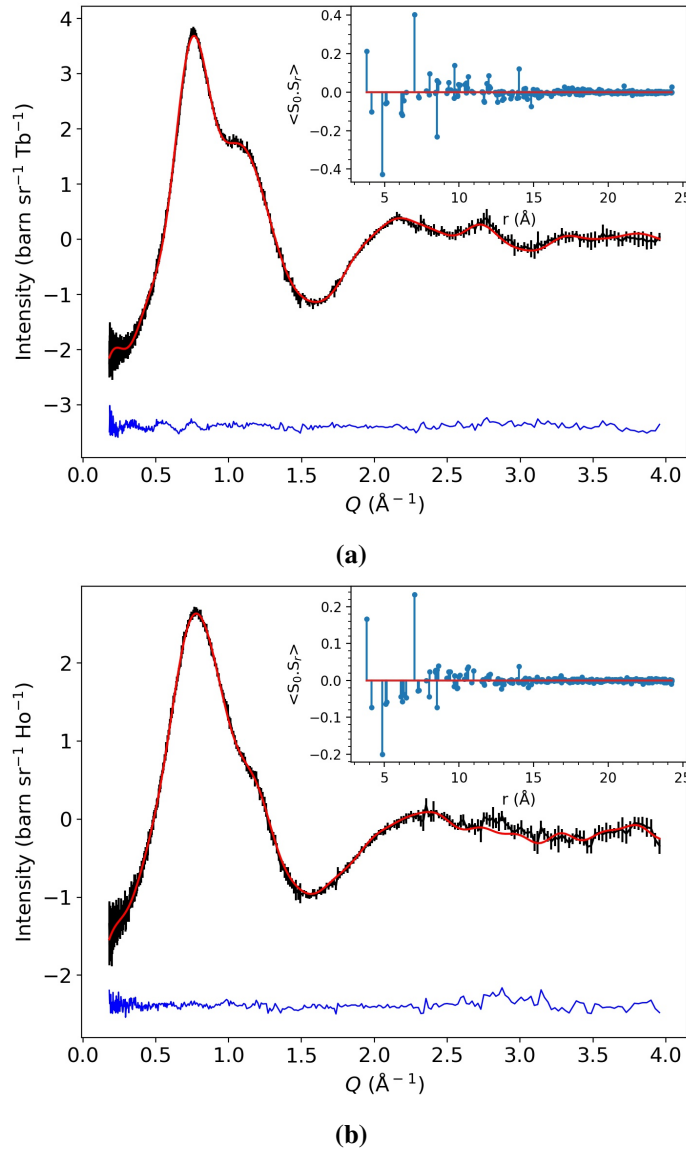 4
3
2
1
0
−1
−2
−3
Intensity (barn sr⁻¹ Tb⁻¹)
0.4
0.2
0.0
−0.2
−0.4
<S₀.Sᵣ>
5 10 15 20 25
r (Å)
0.0 0.5 1.0 1.5 2.0 2.5 3.0 3.5 4.0
Q (Å⁻¹)
(a)
2
1
0
−1
−2
Intensity (barn sr⁻¹ Ho⁻¹)
0.2
0.1
0.0
−0.1
−0.2
<S₀.Sᵣ>
5 10 15 20 25
r (Å)
0.0 0.5 1.0 1.5 2.0 2.5 3.0 3.5 4.0
Q (Å⁻¹)
(b)